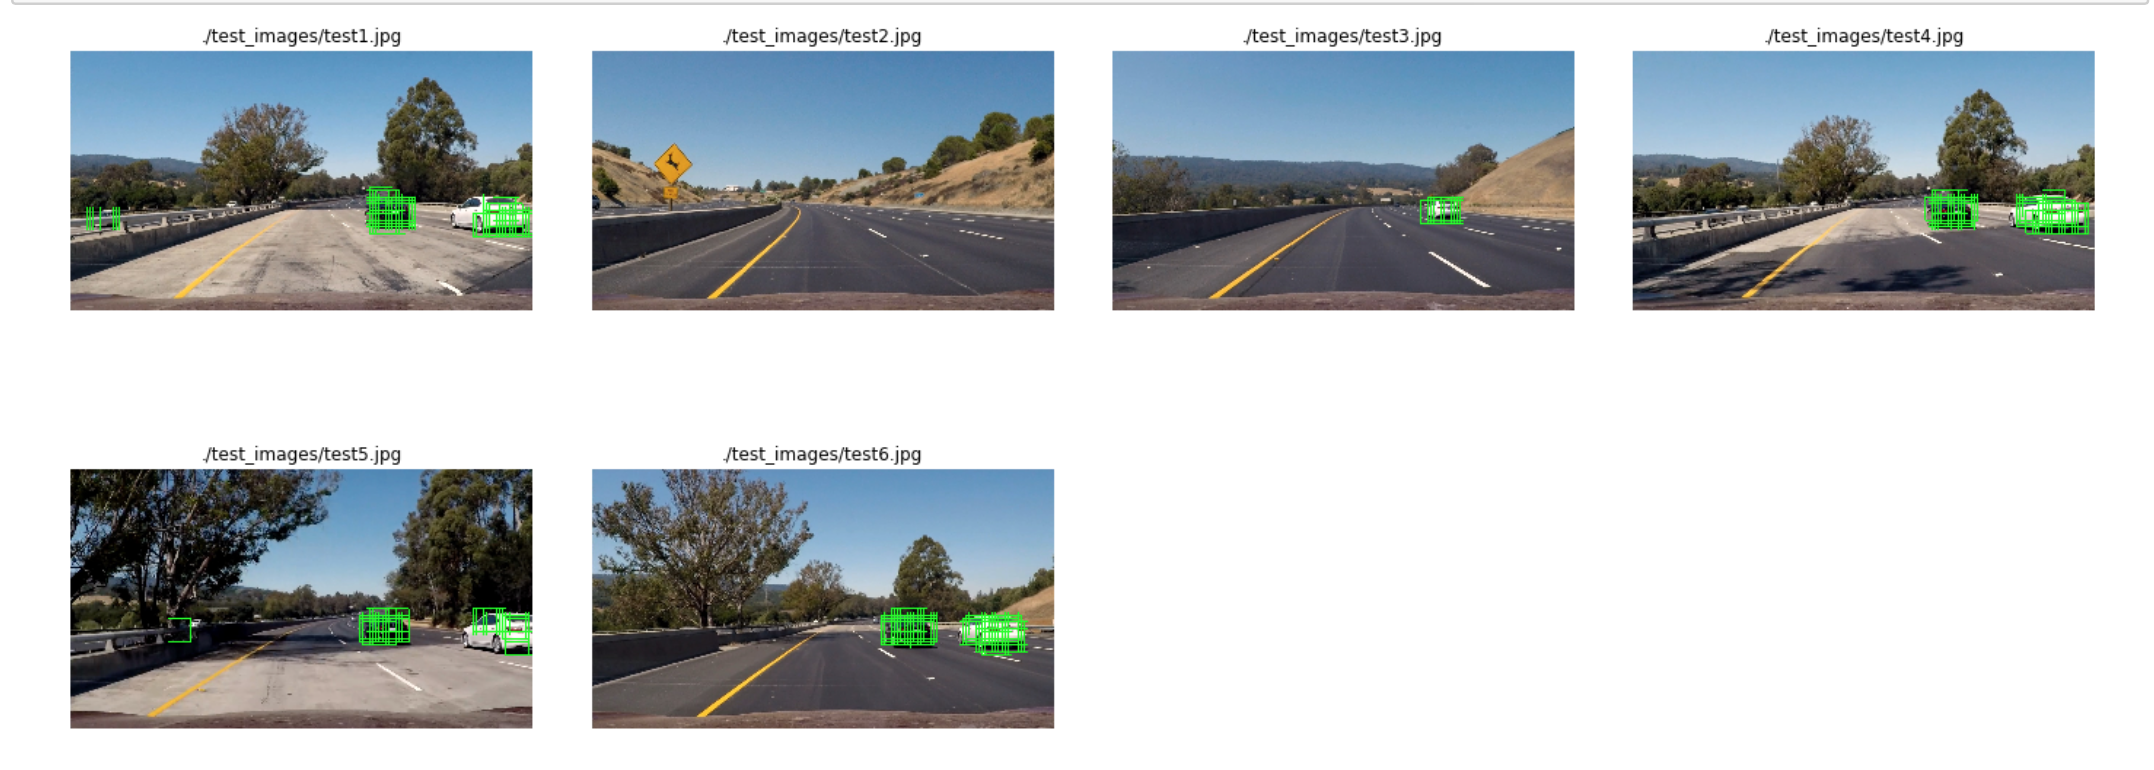 ./test_images/test1.jpg
./test_images/test2.jpg
./test_images/test3.jpg
./test_images/test4.jpg
./test_images/test5.jpg
./test_images/test6.jpg